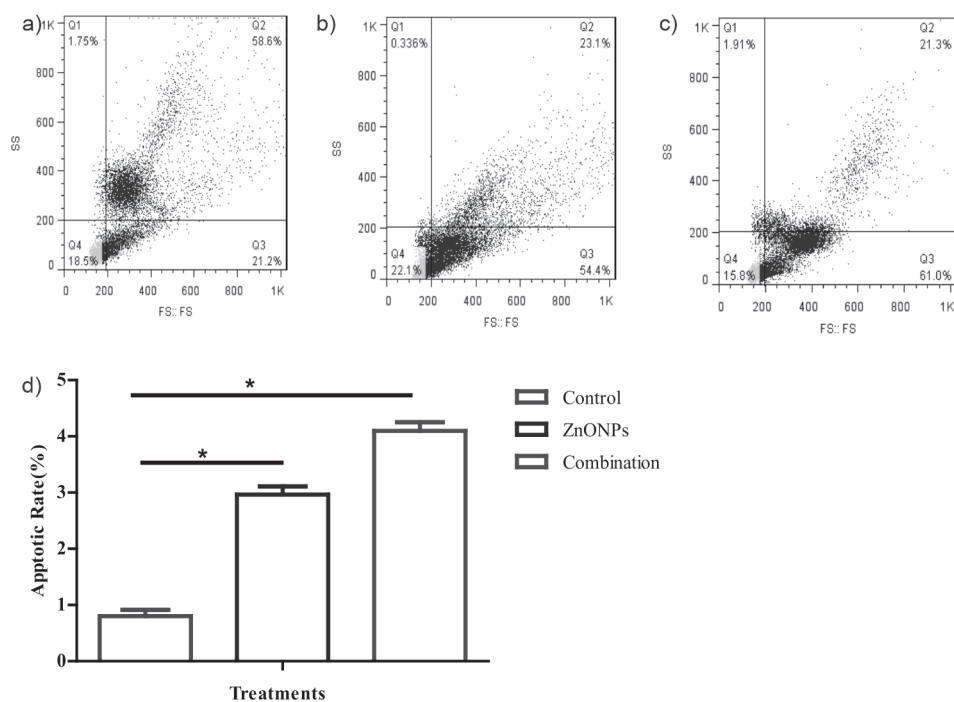 a)
Q1
1.75%
Q2
58.6%
1K
800
600
400
200
0
SS
Q4
18.5%
Q3
21.2%
0 200 400 600 800 1K
FS:: FS
b)
Q1
0.336%
Q2
23.1%
1K
800
600
400
200
0
SS
Q4
22.1%
Q3
54.4%
0 200 400 600 800 1K
FS:: FS
c)
Q1
1.91%
Q2
21.3%
1K
800
600
400
200
0
SS
Q4
15.8%
Q3
61.0%
0 200 400 600 800 1K
FS:: FS
d)
5
4
3
2
1
0
Apptotic Rate(%)
*
*
Treatments
Control
ZnONPs
Combination